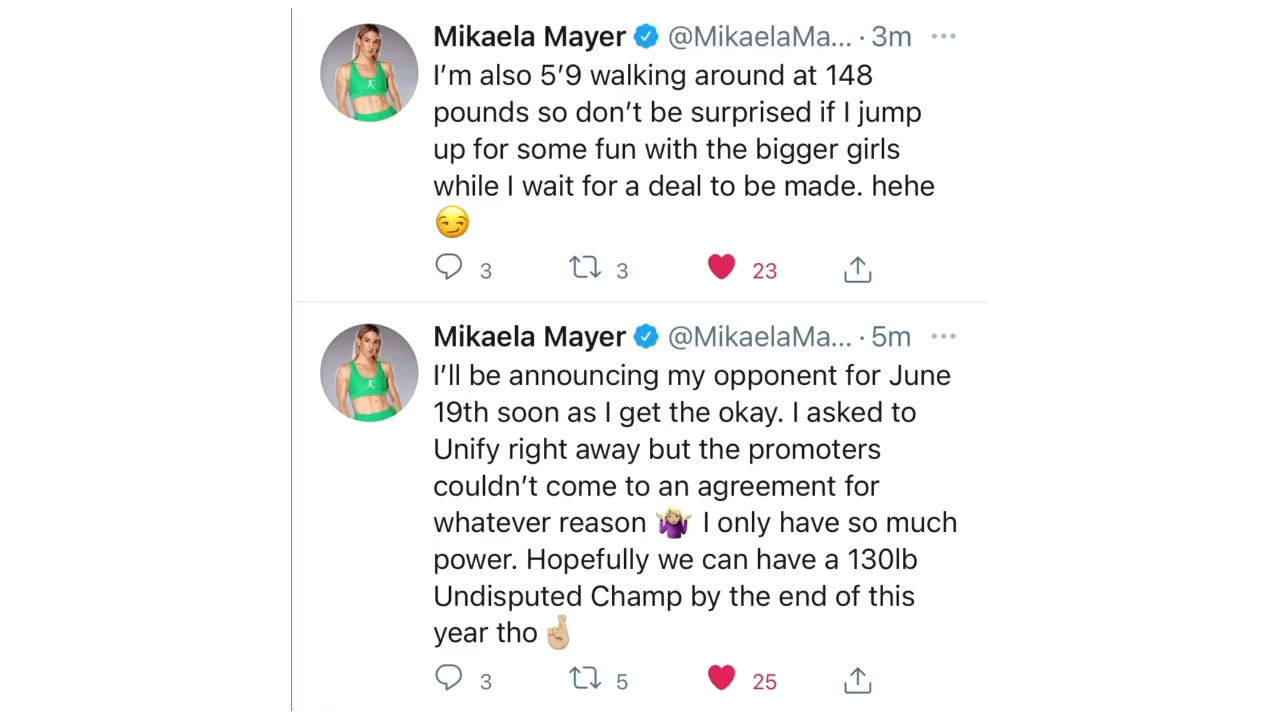 Mikaela Mayer @MikaelaMa... · 3m ···
I'm also 5'9 walking around at 148
pounds so don't be surprised if I jump
up for some fun with the bigger girls
while I wait for a deal to be made. hehe
😏
3 3 23
Mikaela Mayer @MikaelaMa... · 5m ···
I'll be announcing my opponent for June
19th soon as I get the okay. I asked to
Unify right away but the promoters
couldn't come to an agreement for
whatever reason 🤷🏼‍♀️ I only have so much
power. Hopefully we can have a 130lb
Undisputed Champ by the end of this
year tho 🤞🏼
3 5 25